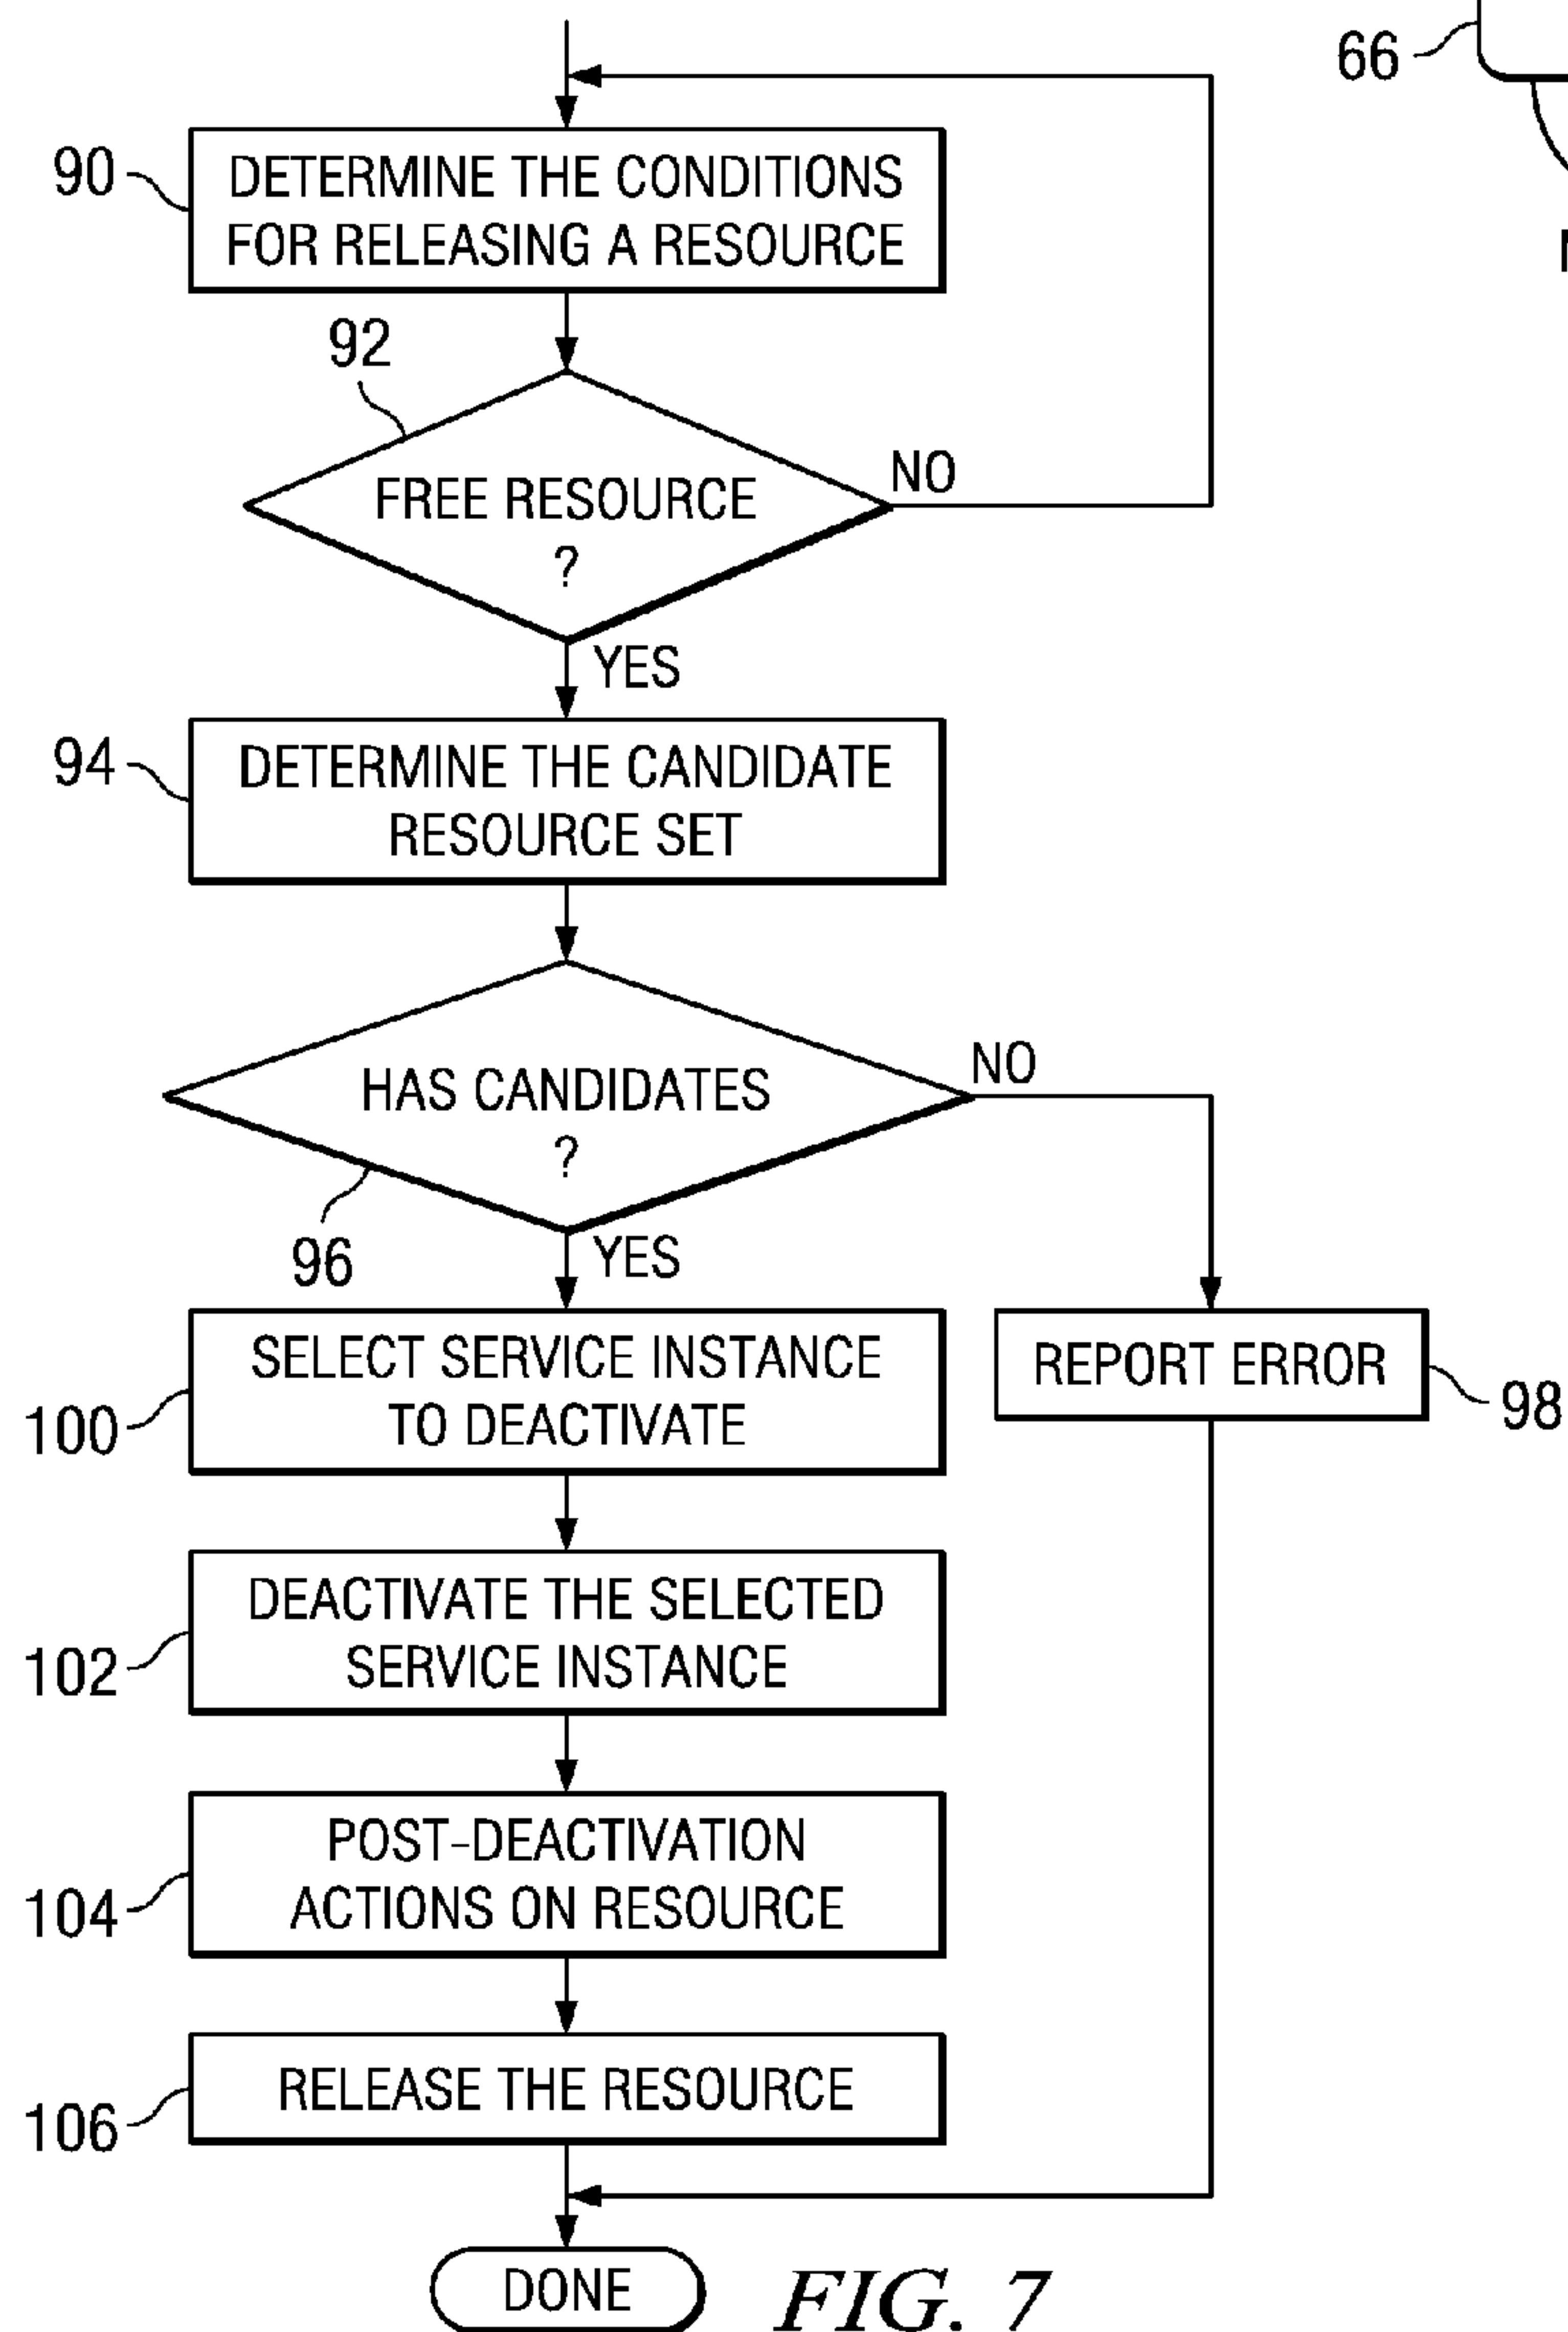 66
90
DETERMINE THE CONDITIONS
FOR RELEASING A RESOURCE
92
FREE RESOURCE
?
NO
YES
94
DETERMINE THE CANDIDATE
RESOURCE SET
HAS CANDIDATES
?
NO
96
YES
100
SELECT SERVICE INSTANCE
TO DEACTIVATE
REPORT ERROR
98
102
DEACTIVATE THE SELECTED
SERVICE INSTANCE
104
POST-DEACTIVATION
ACTIONS ON RESOURCE
106
RELEASE THE RESOURCE
DONE
FIG. 7